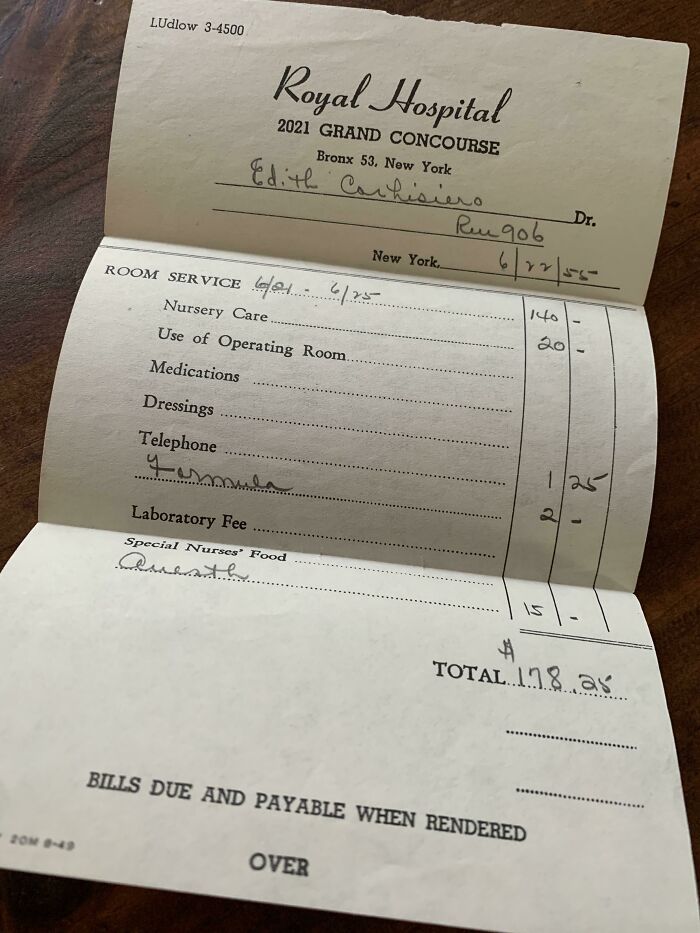 LUdlow 3-4500
Royal Hospital
2021 GRAND CONCOURSE
Bronx 53, New York
Edith
Dr.
Rm 906
New York, 6/22/55
ROOM SERVICE 6/21 - 6/25 140 -
Nursery Care 20 -
Use of Operating Room
Medications
Dressings
Telephone 1 25
Formula 2 -
Laboratory Fee
Special Nurses' Food
Anesth 15 -
$
TOTAL 178.25
BILLS DUE AND PAYABLE WHEN RENDERED
20M 8-49
OVER